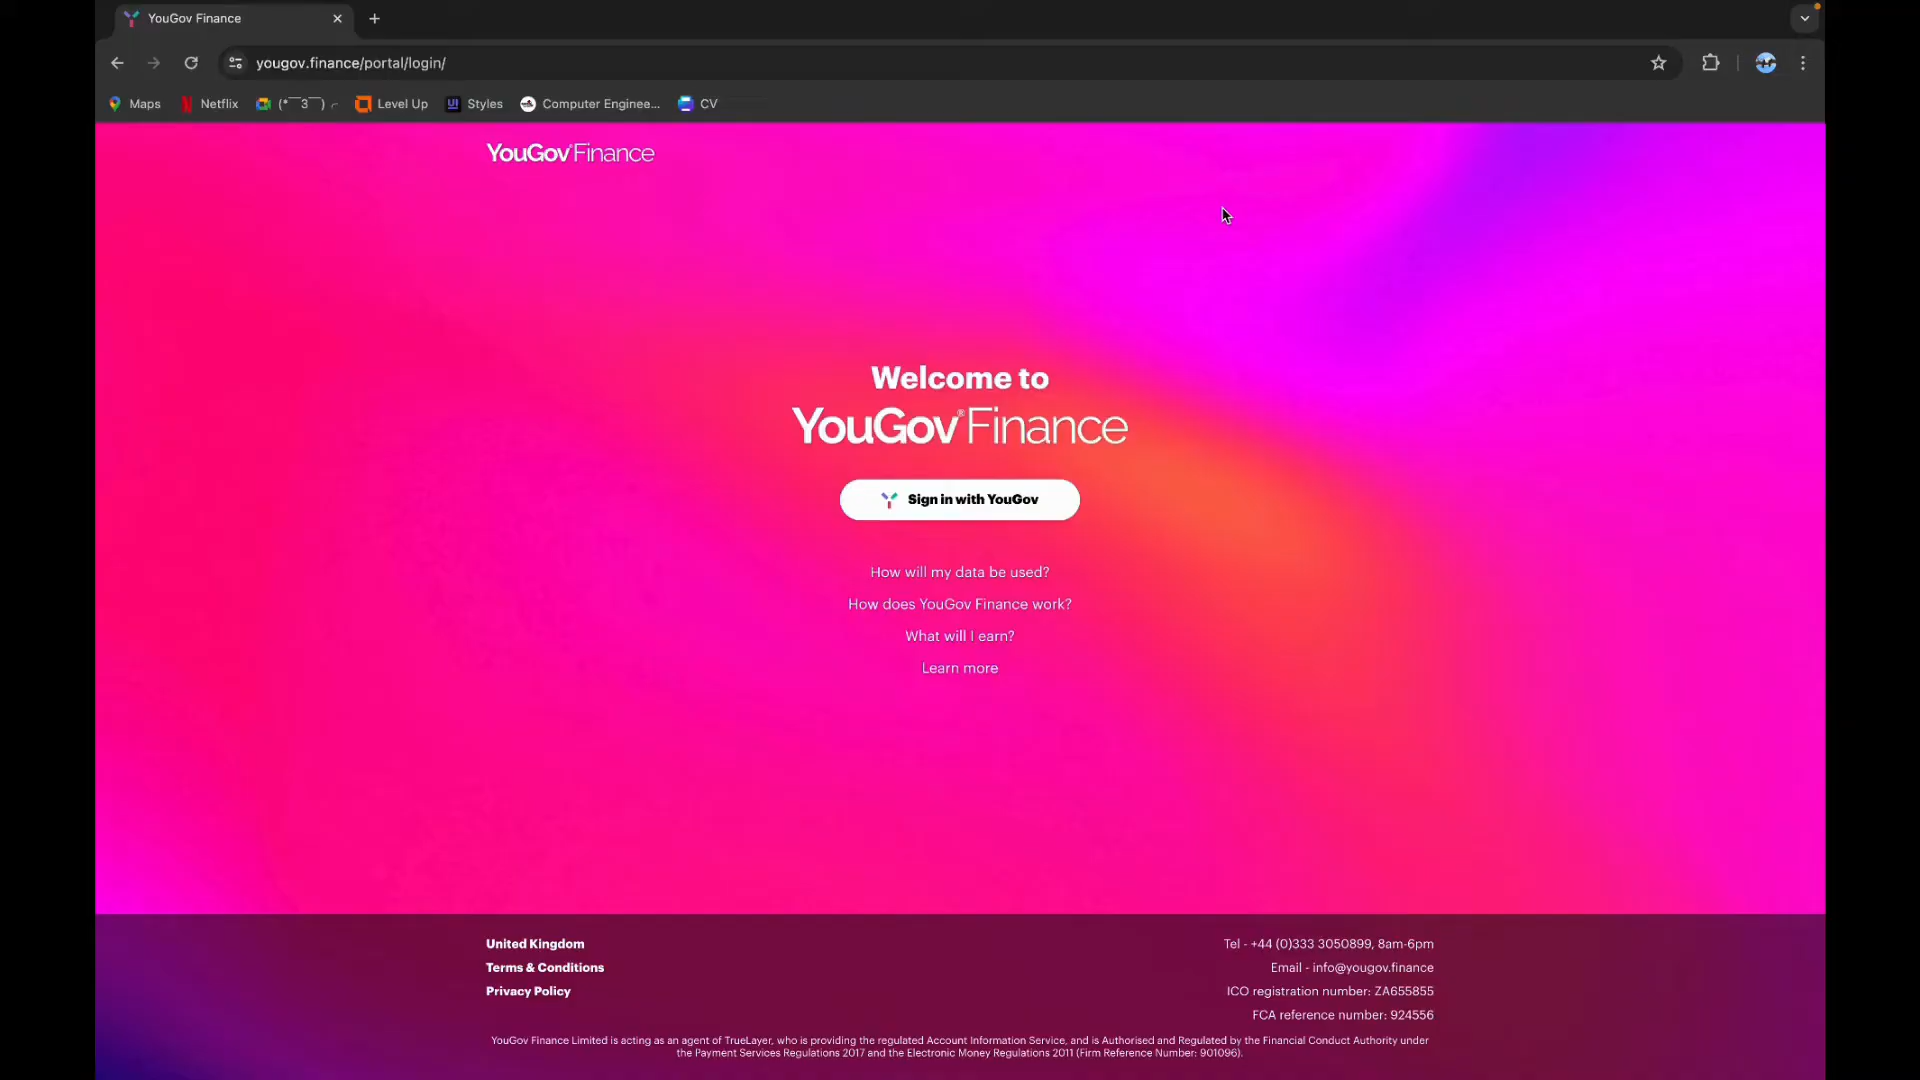 YouGov Finance
yougov.finance/portal/login/
Maps
Netflix
(*￣3￣)╭
Level Up
UI Styles
Computer Enginee...
CV
YouGov® Finance
Welcome to
YouGov® Finance
Sign in with YouGov
How will my data be used?
How does YouGov Finance work?
What will I earn?
Learn more
United Kingdom
Terms & Conditions
Privacy Policy
Tel - +44 (0)333 3050899, 8am-6pm
Email - info@yougov.finance
ICO registration number: ZA655855
FCA reference number: 924556
YouGov Finance Limited is acting as an agent of TrueLayer, who is providing the regulated Account Information Service, and is Authorised and Regulated by the Financial Conduct Authority under
the Payment Services Regulations 2017 and the Electronic Money Regulations 2011 (Firm Reference Number: 901096).